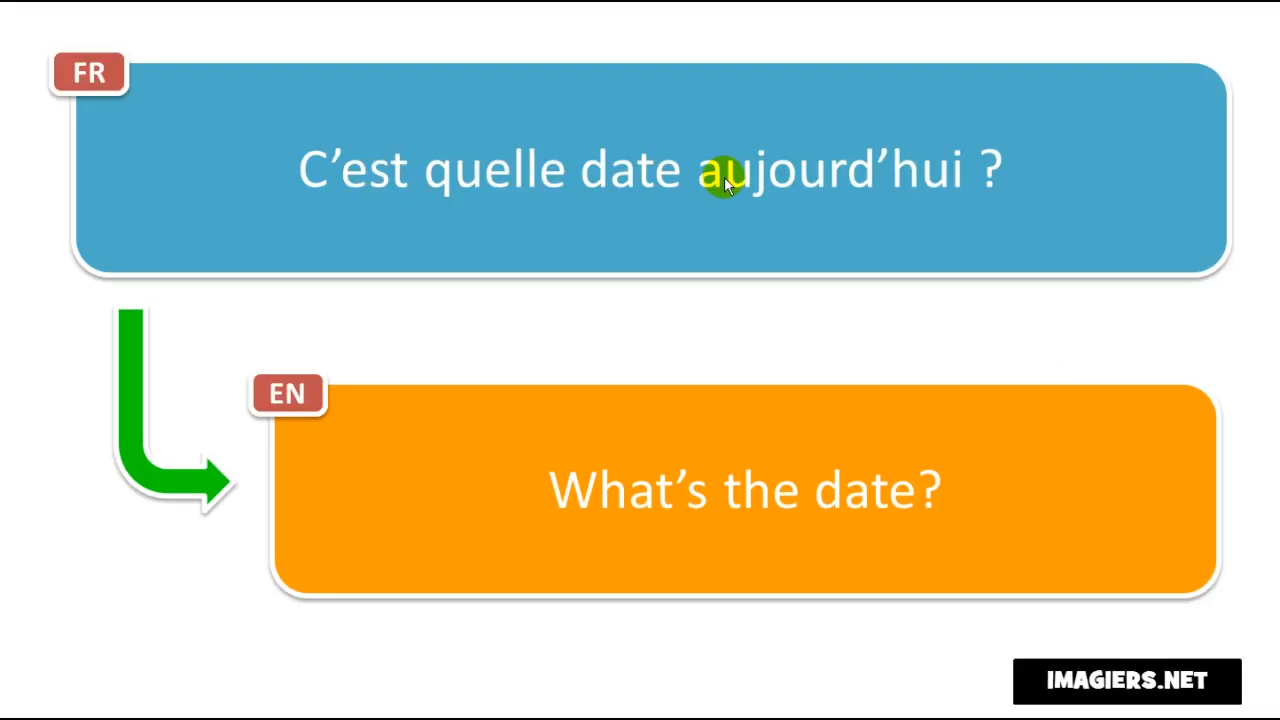 FR
C’est quelle date aujourd’hui ?
EN
What’s the date?
IMAGIERS.NET